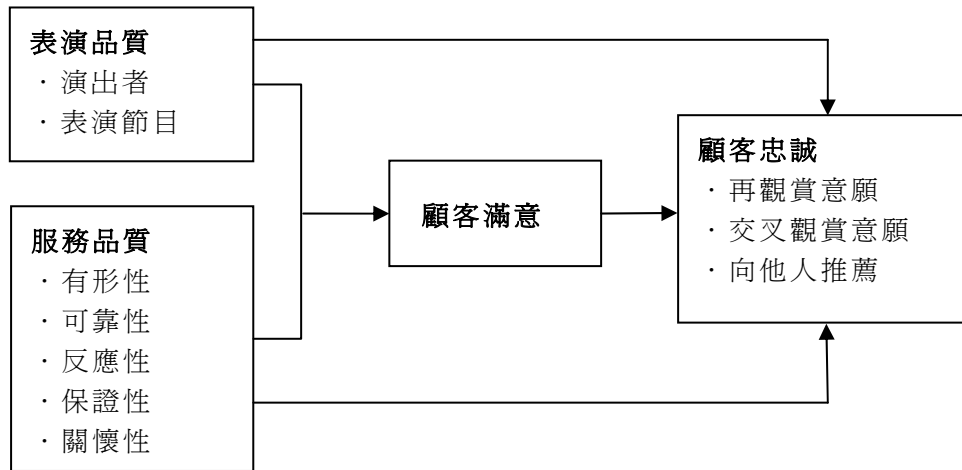 表演品質
．演出者
．表演節目
服務品質
．有形性
．可靠性
．反應性
．保證性
．關懷性
顧客滿意
顧客忠誠
．再觀賞意願
．交叉觀賞意願
．向他人推薦